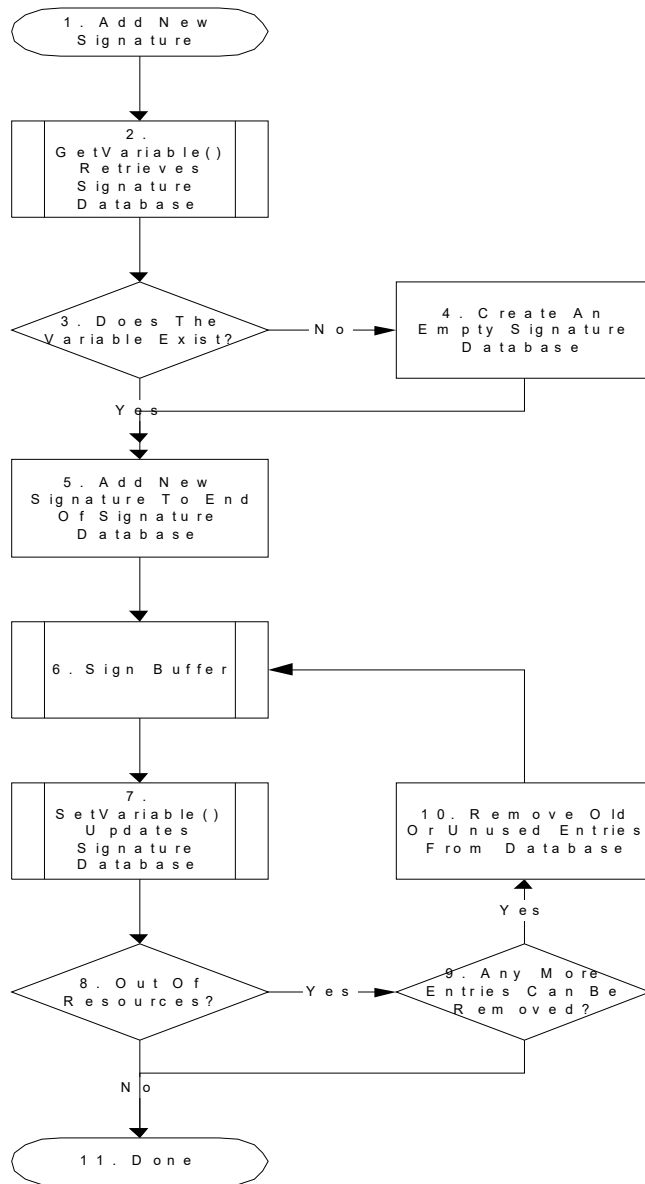 1. Add New
Signature
2.
GetVariable()
Retrieves
Signature
Database
3. Does The
Variable Exist?
No
4. Create An
Empty Signature
Database
Yes
5. Add New
Signature To End
Of Signature
Database
6. Sign Buffer
7.
SetVariable()
Updates
Signature
Database
10. Remove Old
Or Unused Entries
From Database
Yes
8. Out Of
Resources?
Yes
9. Any More
Entries Can Be
Removed?
No
11. Done